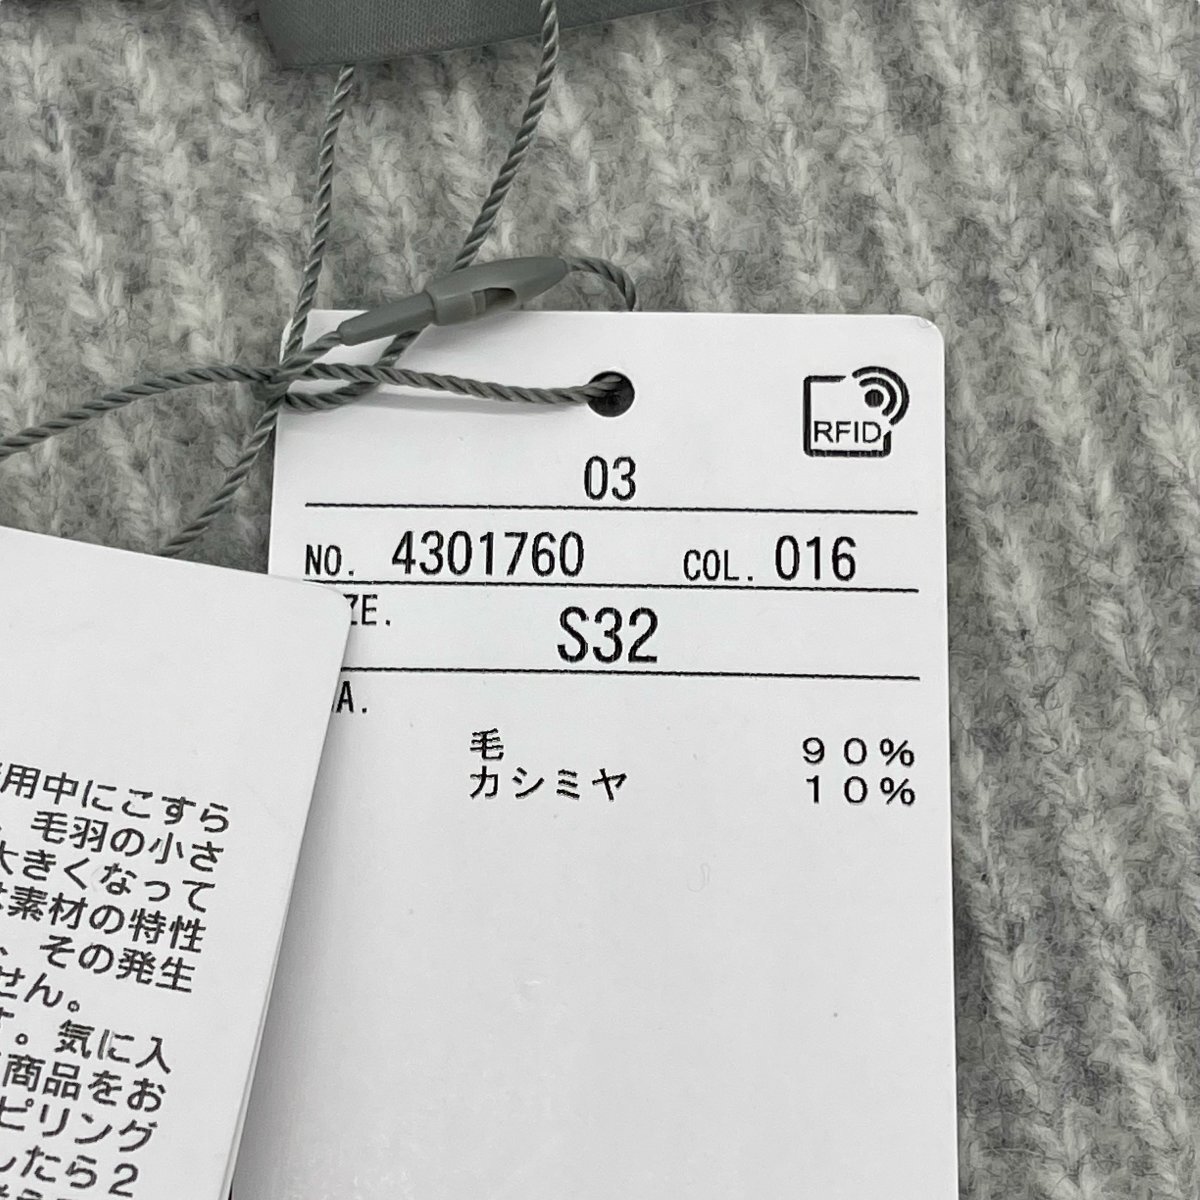 RFID
03
NO. 4301760 COL. 016
ZE. S32
A.
毛 90%
カシミヤ 10%
用中にこすら
毛羽の小さ
大きくなって
素材の特性
、その発生
せん。
す。気に入
商品をお
ピリング
したら2